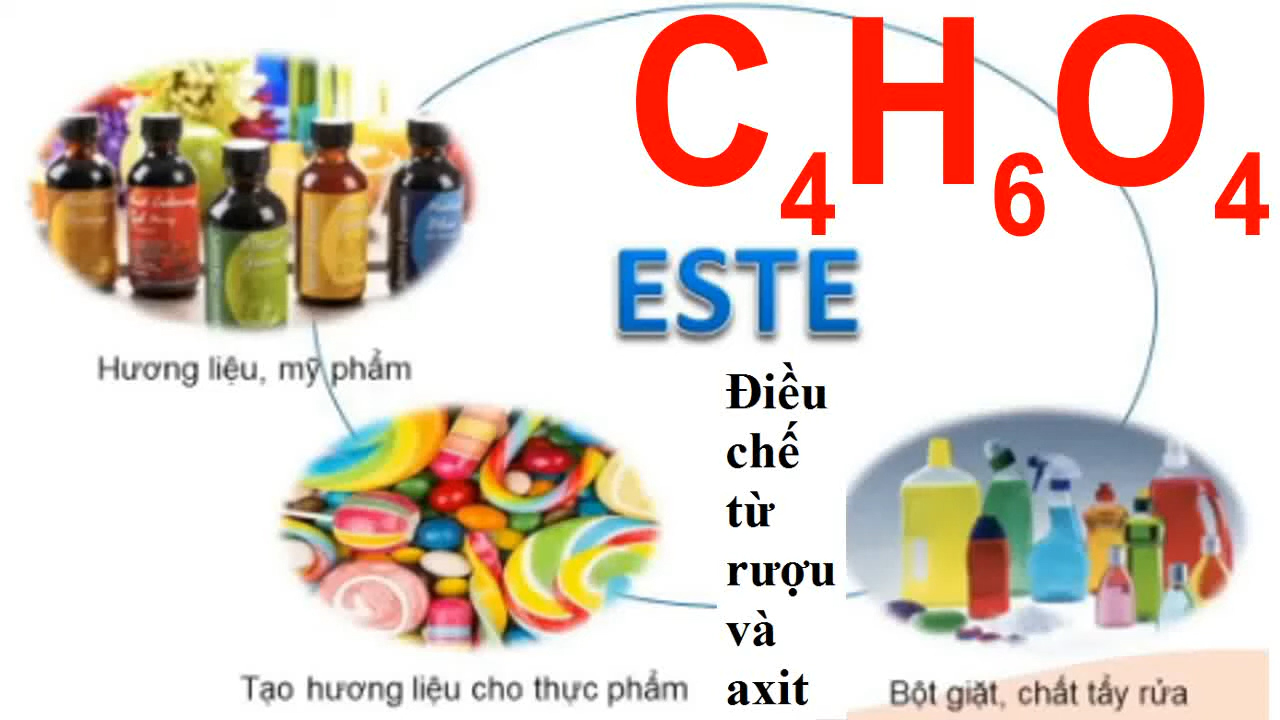 C4H6O4
ESTE
Hương liệu, mỹ phẩm
Điều
chế
từ
rượu
và
axit
Tạo hương liệu cho thực phẩm
Bột giặt, chất tẩy rửa